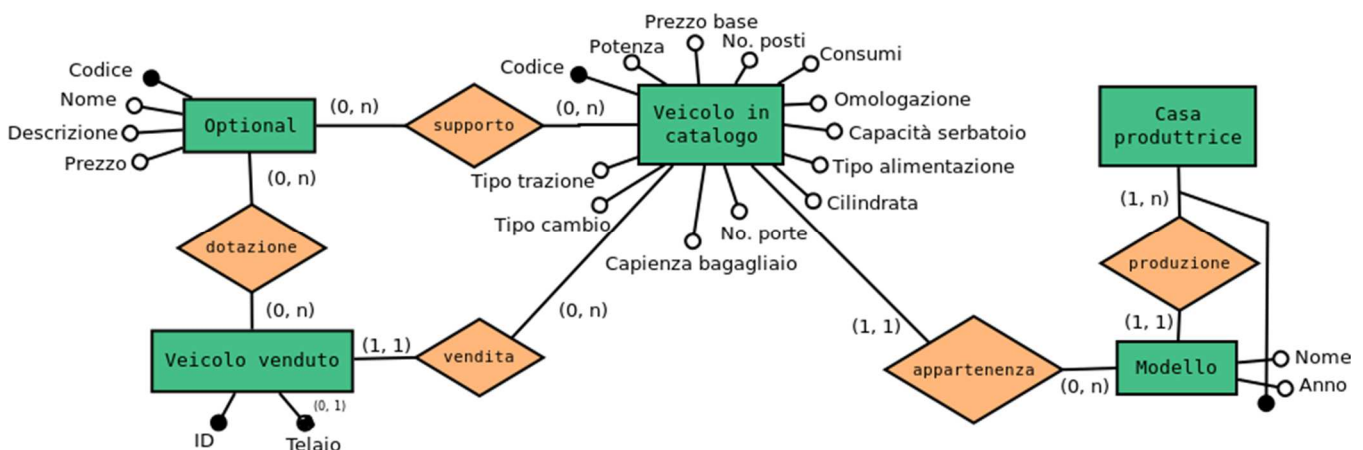 Prezzo base
Potenza
No. posti
Consumi
Codice
Codice
Nome
Descrizione
Prezzo
Optional
(0, n)
supporto
(0, n)
Veicolo in
catalogo
Omologazione
Capacità serbatoio
Tipo alimentazione
Cilindrata
Casa
produttrice
Tipo trazione
Tipo cambio
No. porte
Capienza bagagliaio
(0, n)
dotazione
(0, n)
(1, n)
produzione
(1, 1)
Veicolo venduto
(1, 1)
vendita
(0, n)
(1, 1)
appartenenza
(0, n)
Modello
Nome
Anno
ID
(0, 1)
Telaio